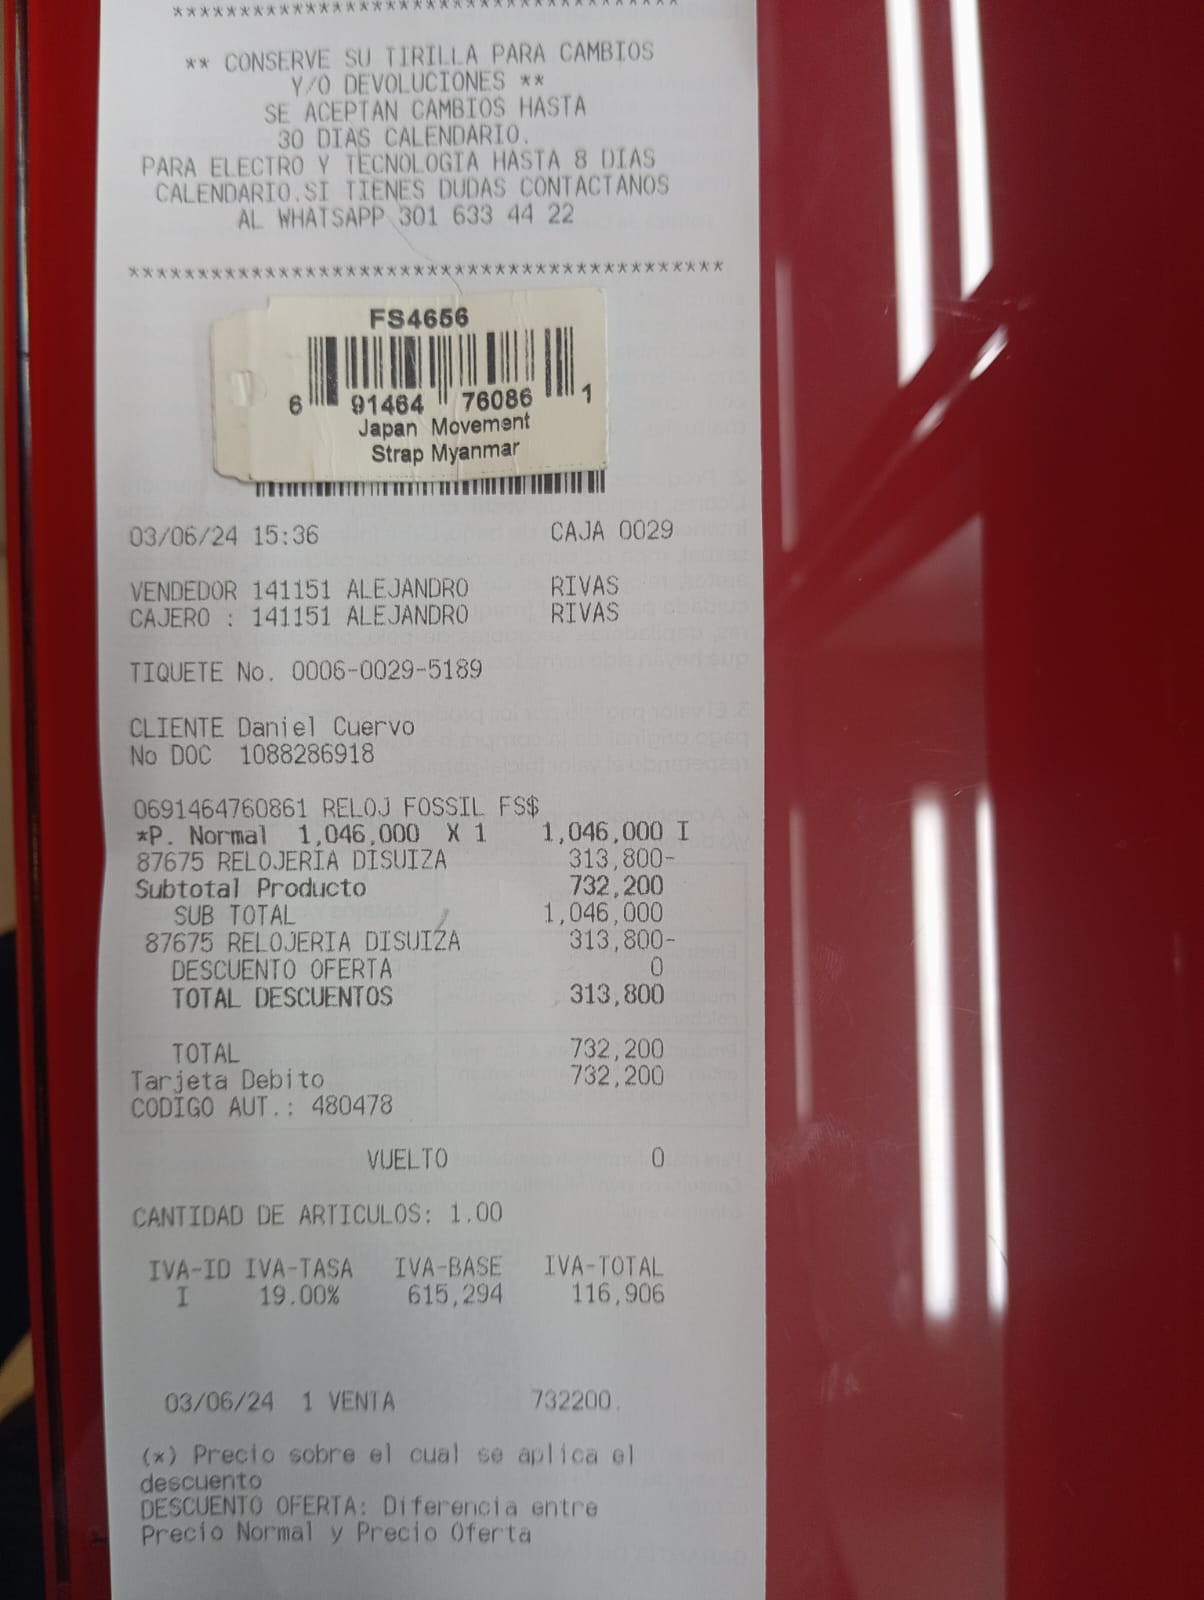 ******************************************
** CONSERVE SU TIRILLA PARA CAMBIOS
Y/O DEVOLUCIONES **
SE ACEPTAN CAMBIOS HASTA
30 DIAS CALENDARIO.
PARA ELECTRO Y TECNOLOGIA HASTA 8 DIAS
CALENDARIO.SI TIENES DUDAS CONTACTANOS
AL WHATSAPP 301 633 44 22
********************************************
FS4656
6 91464 76086 1
Japan Movement
Strap Myanmar
03/06/24 15:36 CAJA 0029
VENDEDOR 141151 ALEJANDRO RIVAS
CAJERO : 141151 ALEJANDRO RIVAS
TIQUETE No. 0006-0029-5189
CLIENTE Daniel Cuervo
No DOC 1088286918
0691464760861 RELOJ FOSSIL FS$
*P. Normal 1,046,000 X 1 1,046,000 I
87675 RELOJERIA DISUIZA 313,800-
Subtotal Producto 732,200
SUB TOTAL 1,046,000
87675 RELOJERIA DISUIZA 313,800-
DESCUENTO OFERTA 0
TOTAL DESCUENTOS 313,800
TOTAL 732,200
Tarjeta Debito 732,200
CODIGO AUT.: 480478
VUELTO 0
CANTIDAD DE ARTICULOS: 1.00
IVA-ID IVA-TASA IVA-BASE IVA-TOTAL
I 19.00% 615,294 116,906
03/06/24 1 VENTA 732200.
(*) Precio sobre el cual se aplica el
descuento
DESCUENTO OFERTA: Diferencia entre
Precio Normal y Precio Oferta